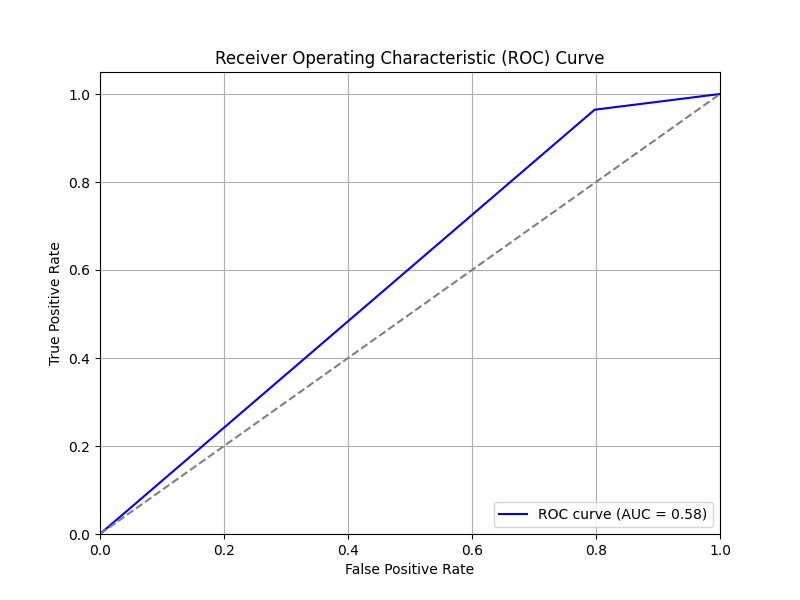 Receiver Operating Characteristic (ROC) Curve
1.0
0.8
0.6
0.4
0.2
0.0
True Positive Rate
ROC curve (AUC = 0.58)
0.0 0.2 0.4 0.6 0.8 1.0
False Positive Rate